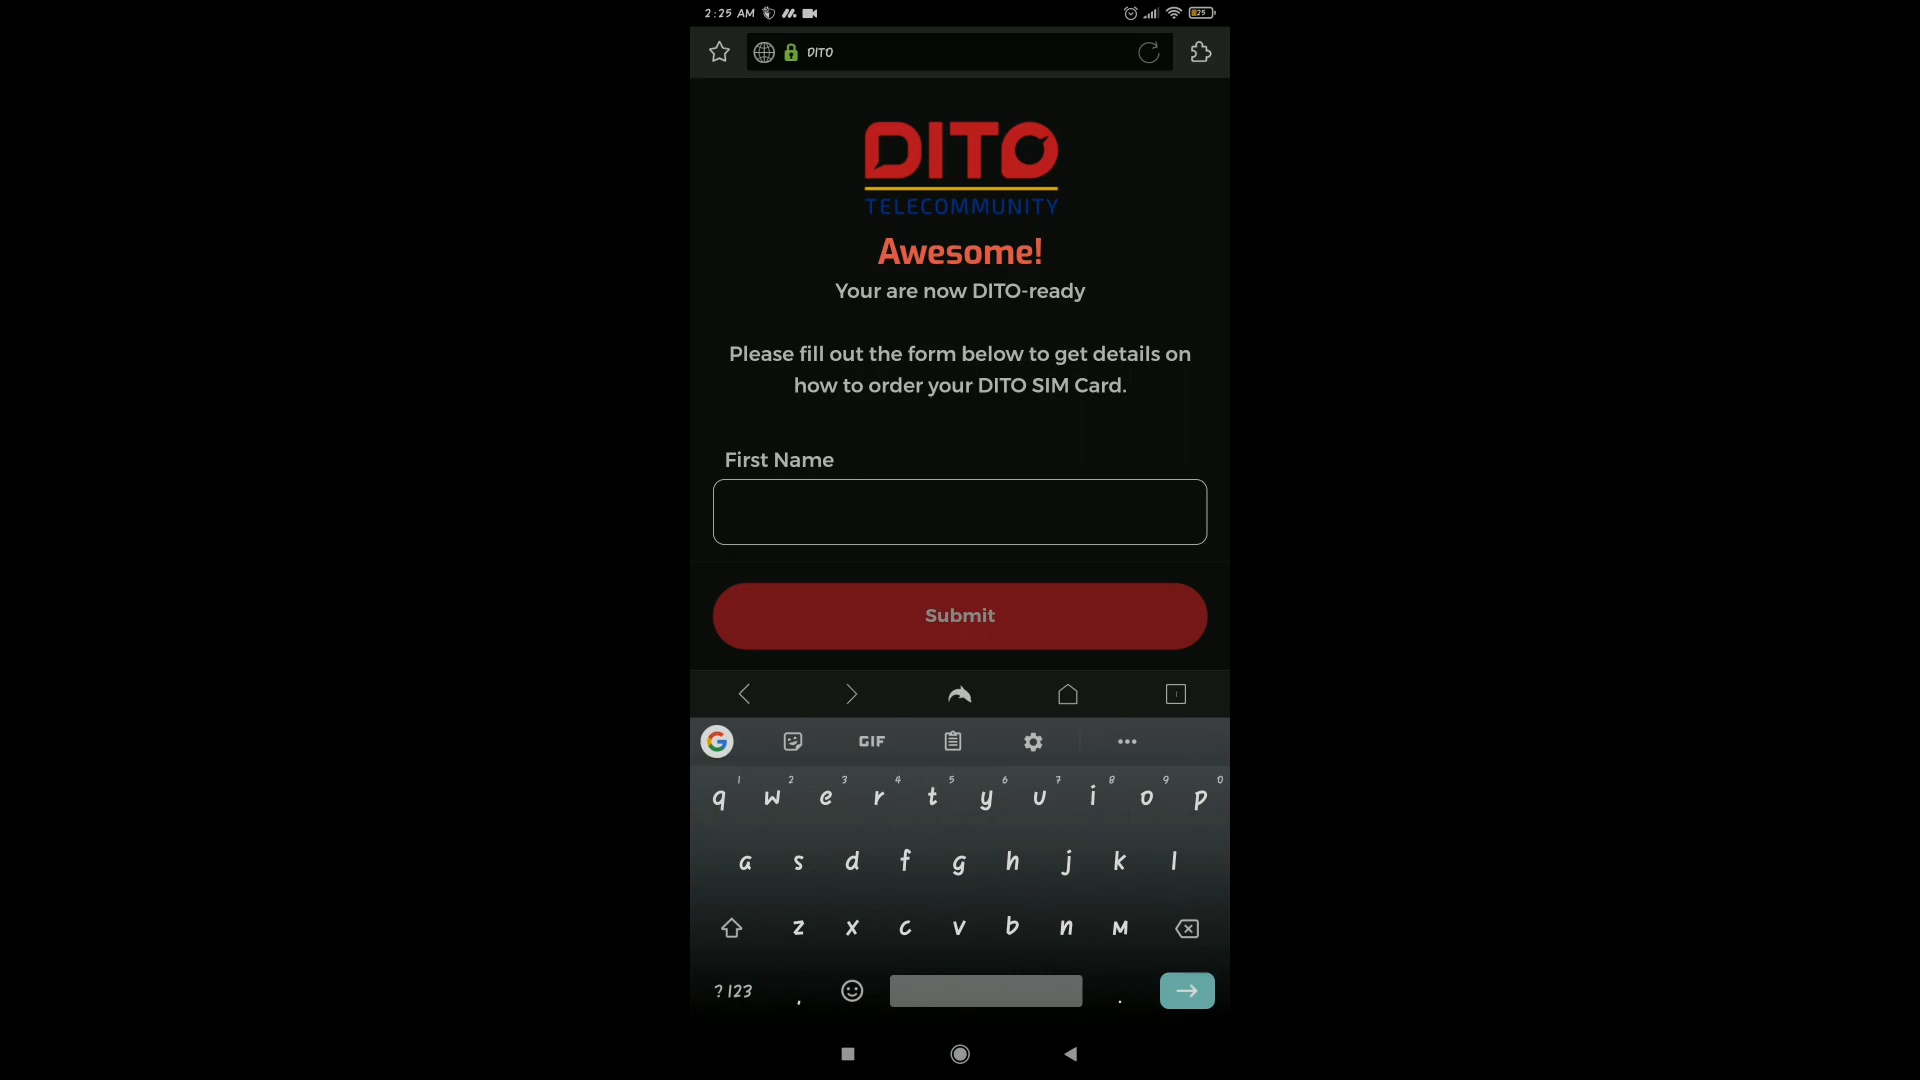 2:25 AM
25
DITO
DITO
TELECOMMUNITY
Awesome!
Your are now DITO-ready
Please fill out the form below to get details on
how to order your DITO SIM Card.
First Name
Submit
1
G GIF
1 2 3 4 5 6 7 8 9 0
q w e r t y u i o p
a s d f g h j k l
z x c v b n m
?123 , .